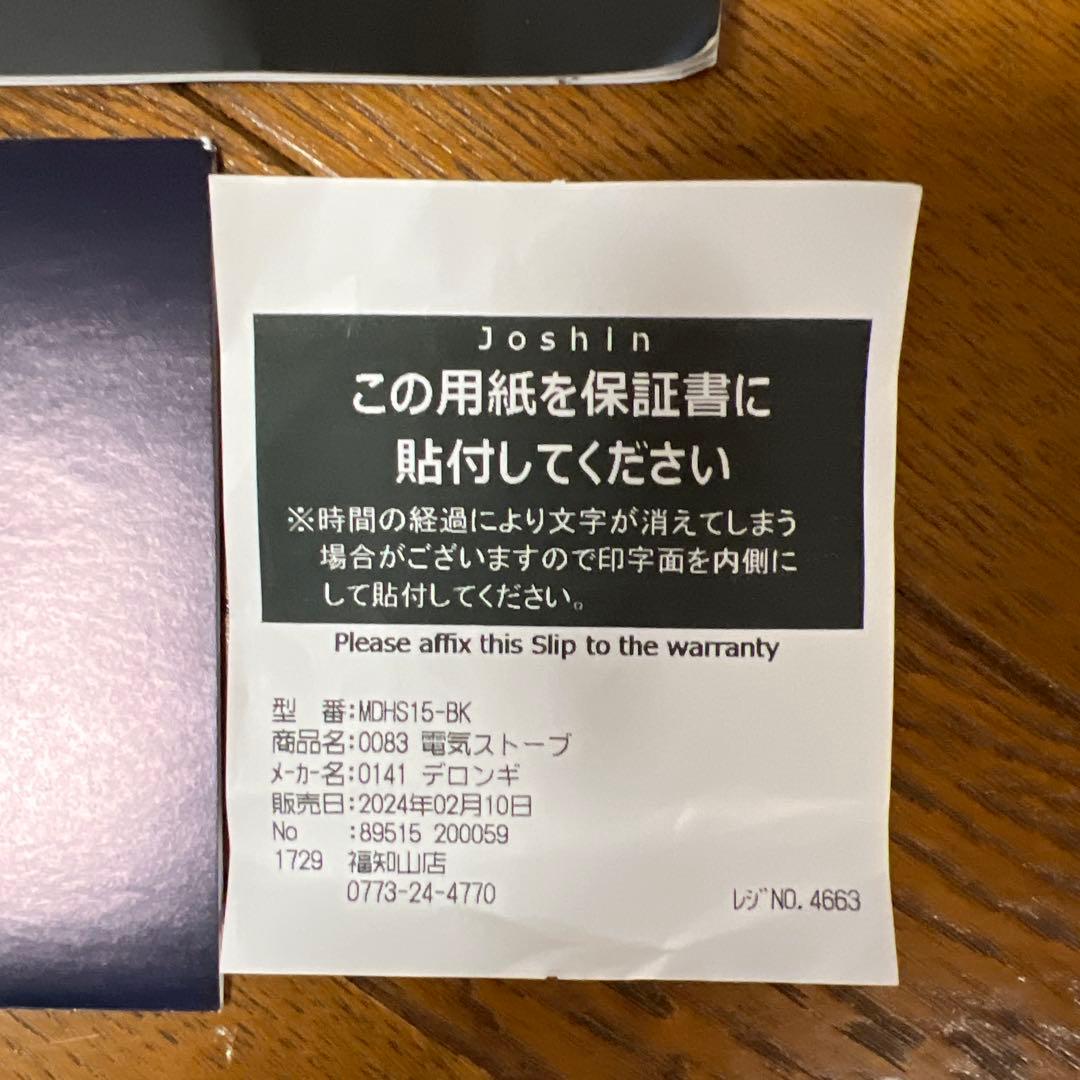 Joshin
この用紙を保証書に
貼付してください
※時間の経過により文字が消えてしまう
場合がございますので印字面を内側に
して貼付してください。
Please affix this Slip to the warranty
型　番:MDHS15-BK
商品名:0083 電気ストーブ
ﾒｰｶｰ名:0141 デロンギ
販売日:2024年02月10日
No　　:89515 200059
1729　福知山店
0773-24-4770
ﾚｼﾞNO. 4663